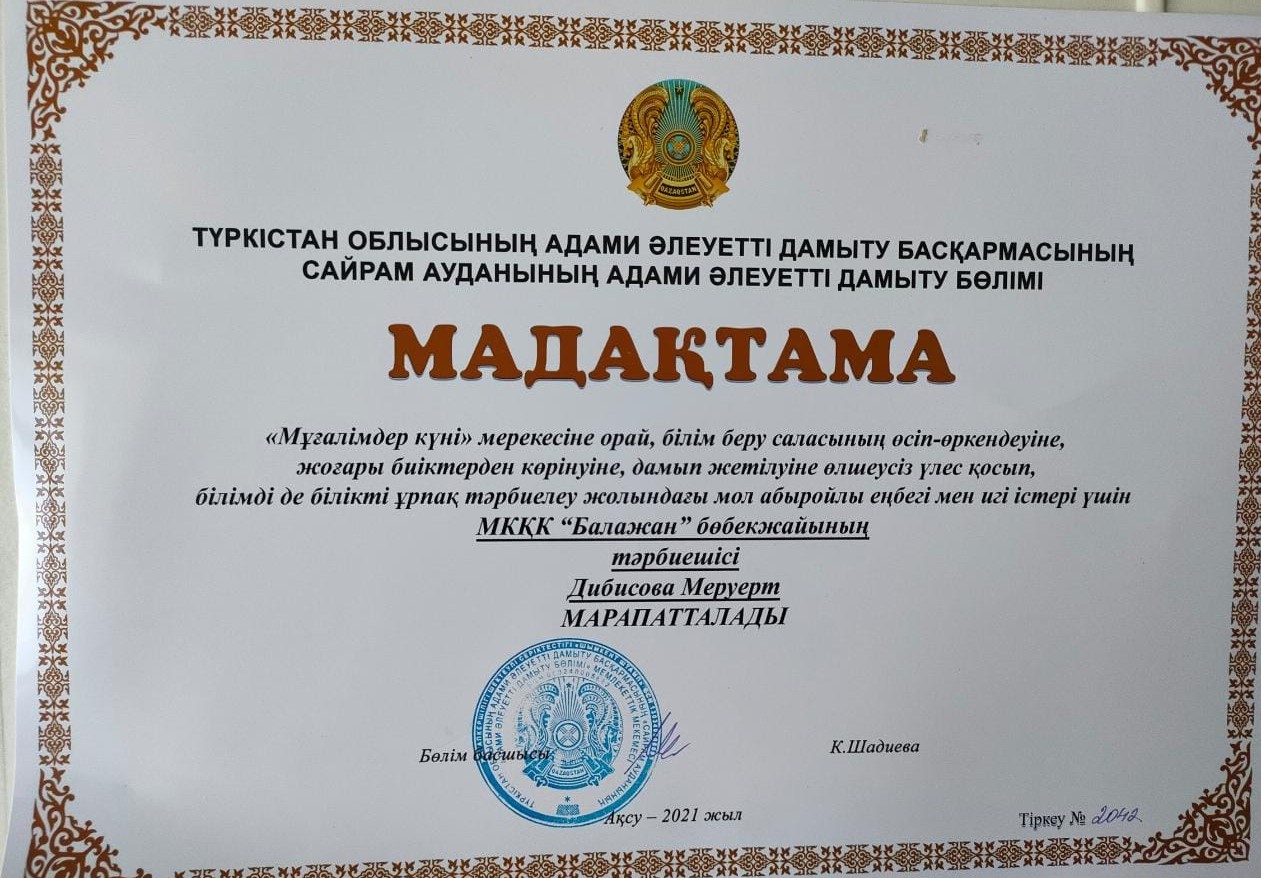 QAZAQSTAN
ТҮРКІСТАН ОБЛЫСЫНЫҢ АДАМИ ӘЛЕУЕТТІ ДАМЫТУ БАСҚАРМАСЫНЫҢ
САЙРАМ АУДАНЫНЫҢ АДАМИ ӘЛЕУЕТТІ ДАМЫТУ БӨЛІМІ
МАДАҚТАМА
«Мұғалімдер күні» мерекесіне орай, білім беру саласының өсіп-өркендеуіне,
жоғары биіктерден көрінуіне, дамып жетілуіне өлшеусіз үлес қосып,
білімді де білікті ұрпақ тәрбиелеу жолындағы мол абыройлы еңбегі мен игі істері үшін
МКҚК “Балажан” бөбекжайының
тәрбиешісі
Дибисова Меруерт
МАРАПАТТАЛАДЫ
QAZAQSTAN
Бөлім басшысы:
К.Шадиева
Ақсу – 2021 жыл
Тіркеу № 2042